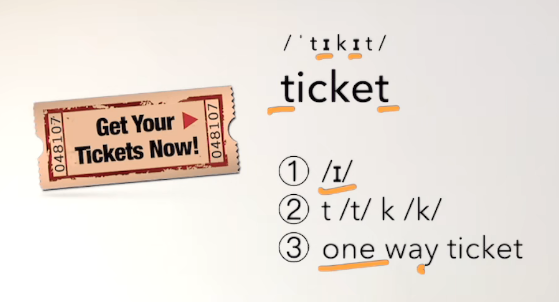 /ˈtɪkɪt/
ticket
048107
Get Your
Tickets Now!
048107
① /ɪ/
② t /t/ k /k/
③ one way ticket